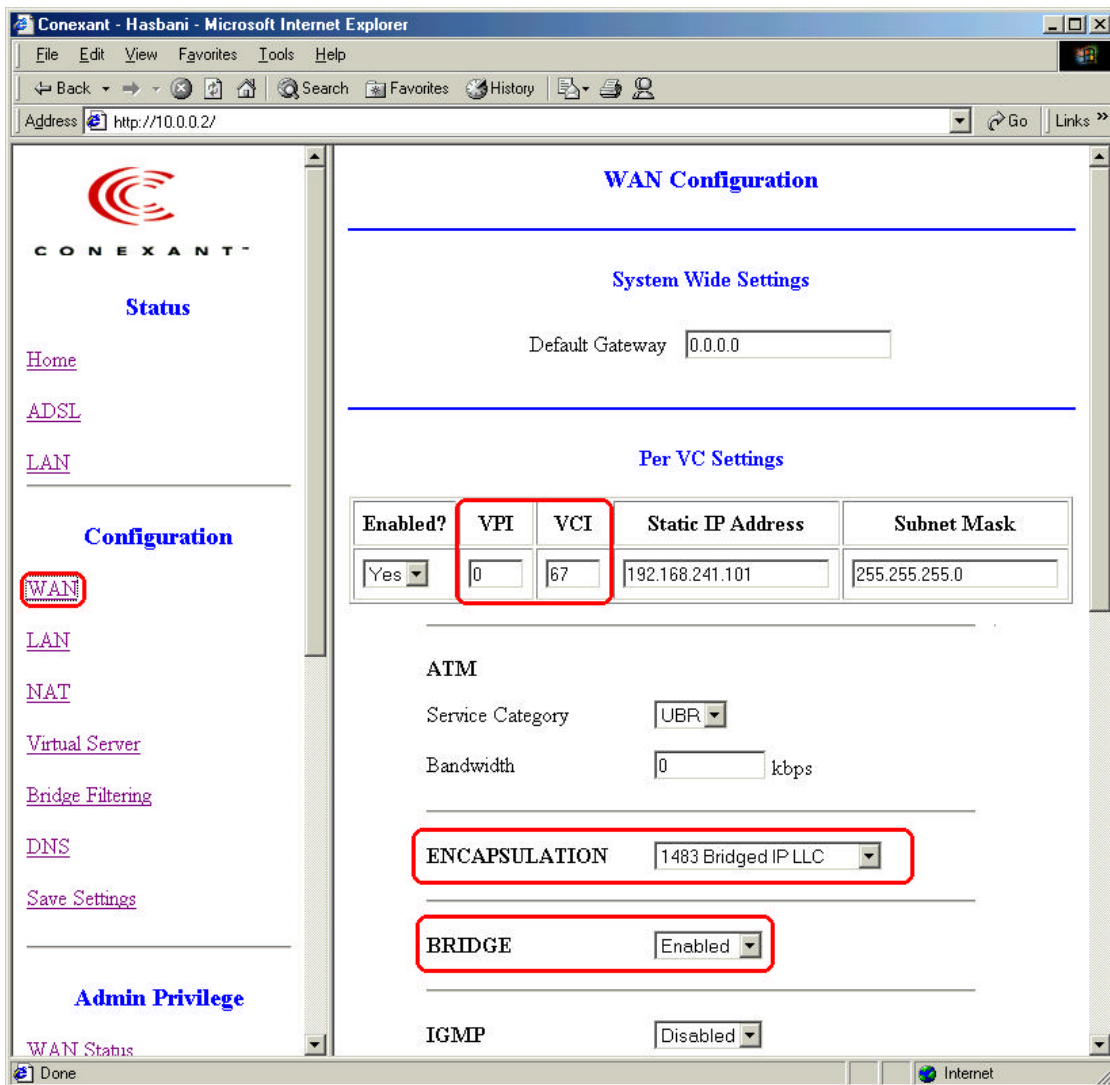 Conexant - Hasbani - Microsoft Internet Explorer
File Edit View Favorites Tools Help
Back Search Favorites History
Address http://10.0.0.2/ Go Links »
CONEXANT™
Status
Home
ADSL
LAN
Configuration
WAN
LAN
NAT
Virtual Server
Bridge Filtering
DNS
Save Settings
Admin Privilege
WAN Status
WAN Configuration
System Wide Settings
Default Gateway 0.0.0.0
Per VC Settings
Enabled? VPI VCI Static IP Address Subnet Mask
Yes 0 67 192.168.241.101 255.255.255.0
ATM
Service Category UBR
Bandwidth 0 kbps
ENCAPSULATION 1483 Bridged IP LLC
BRIDGE Enabled
IGMP Disabled
Done Internet